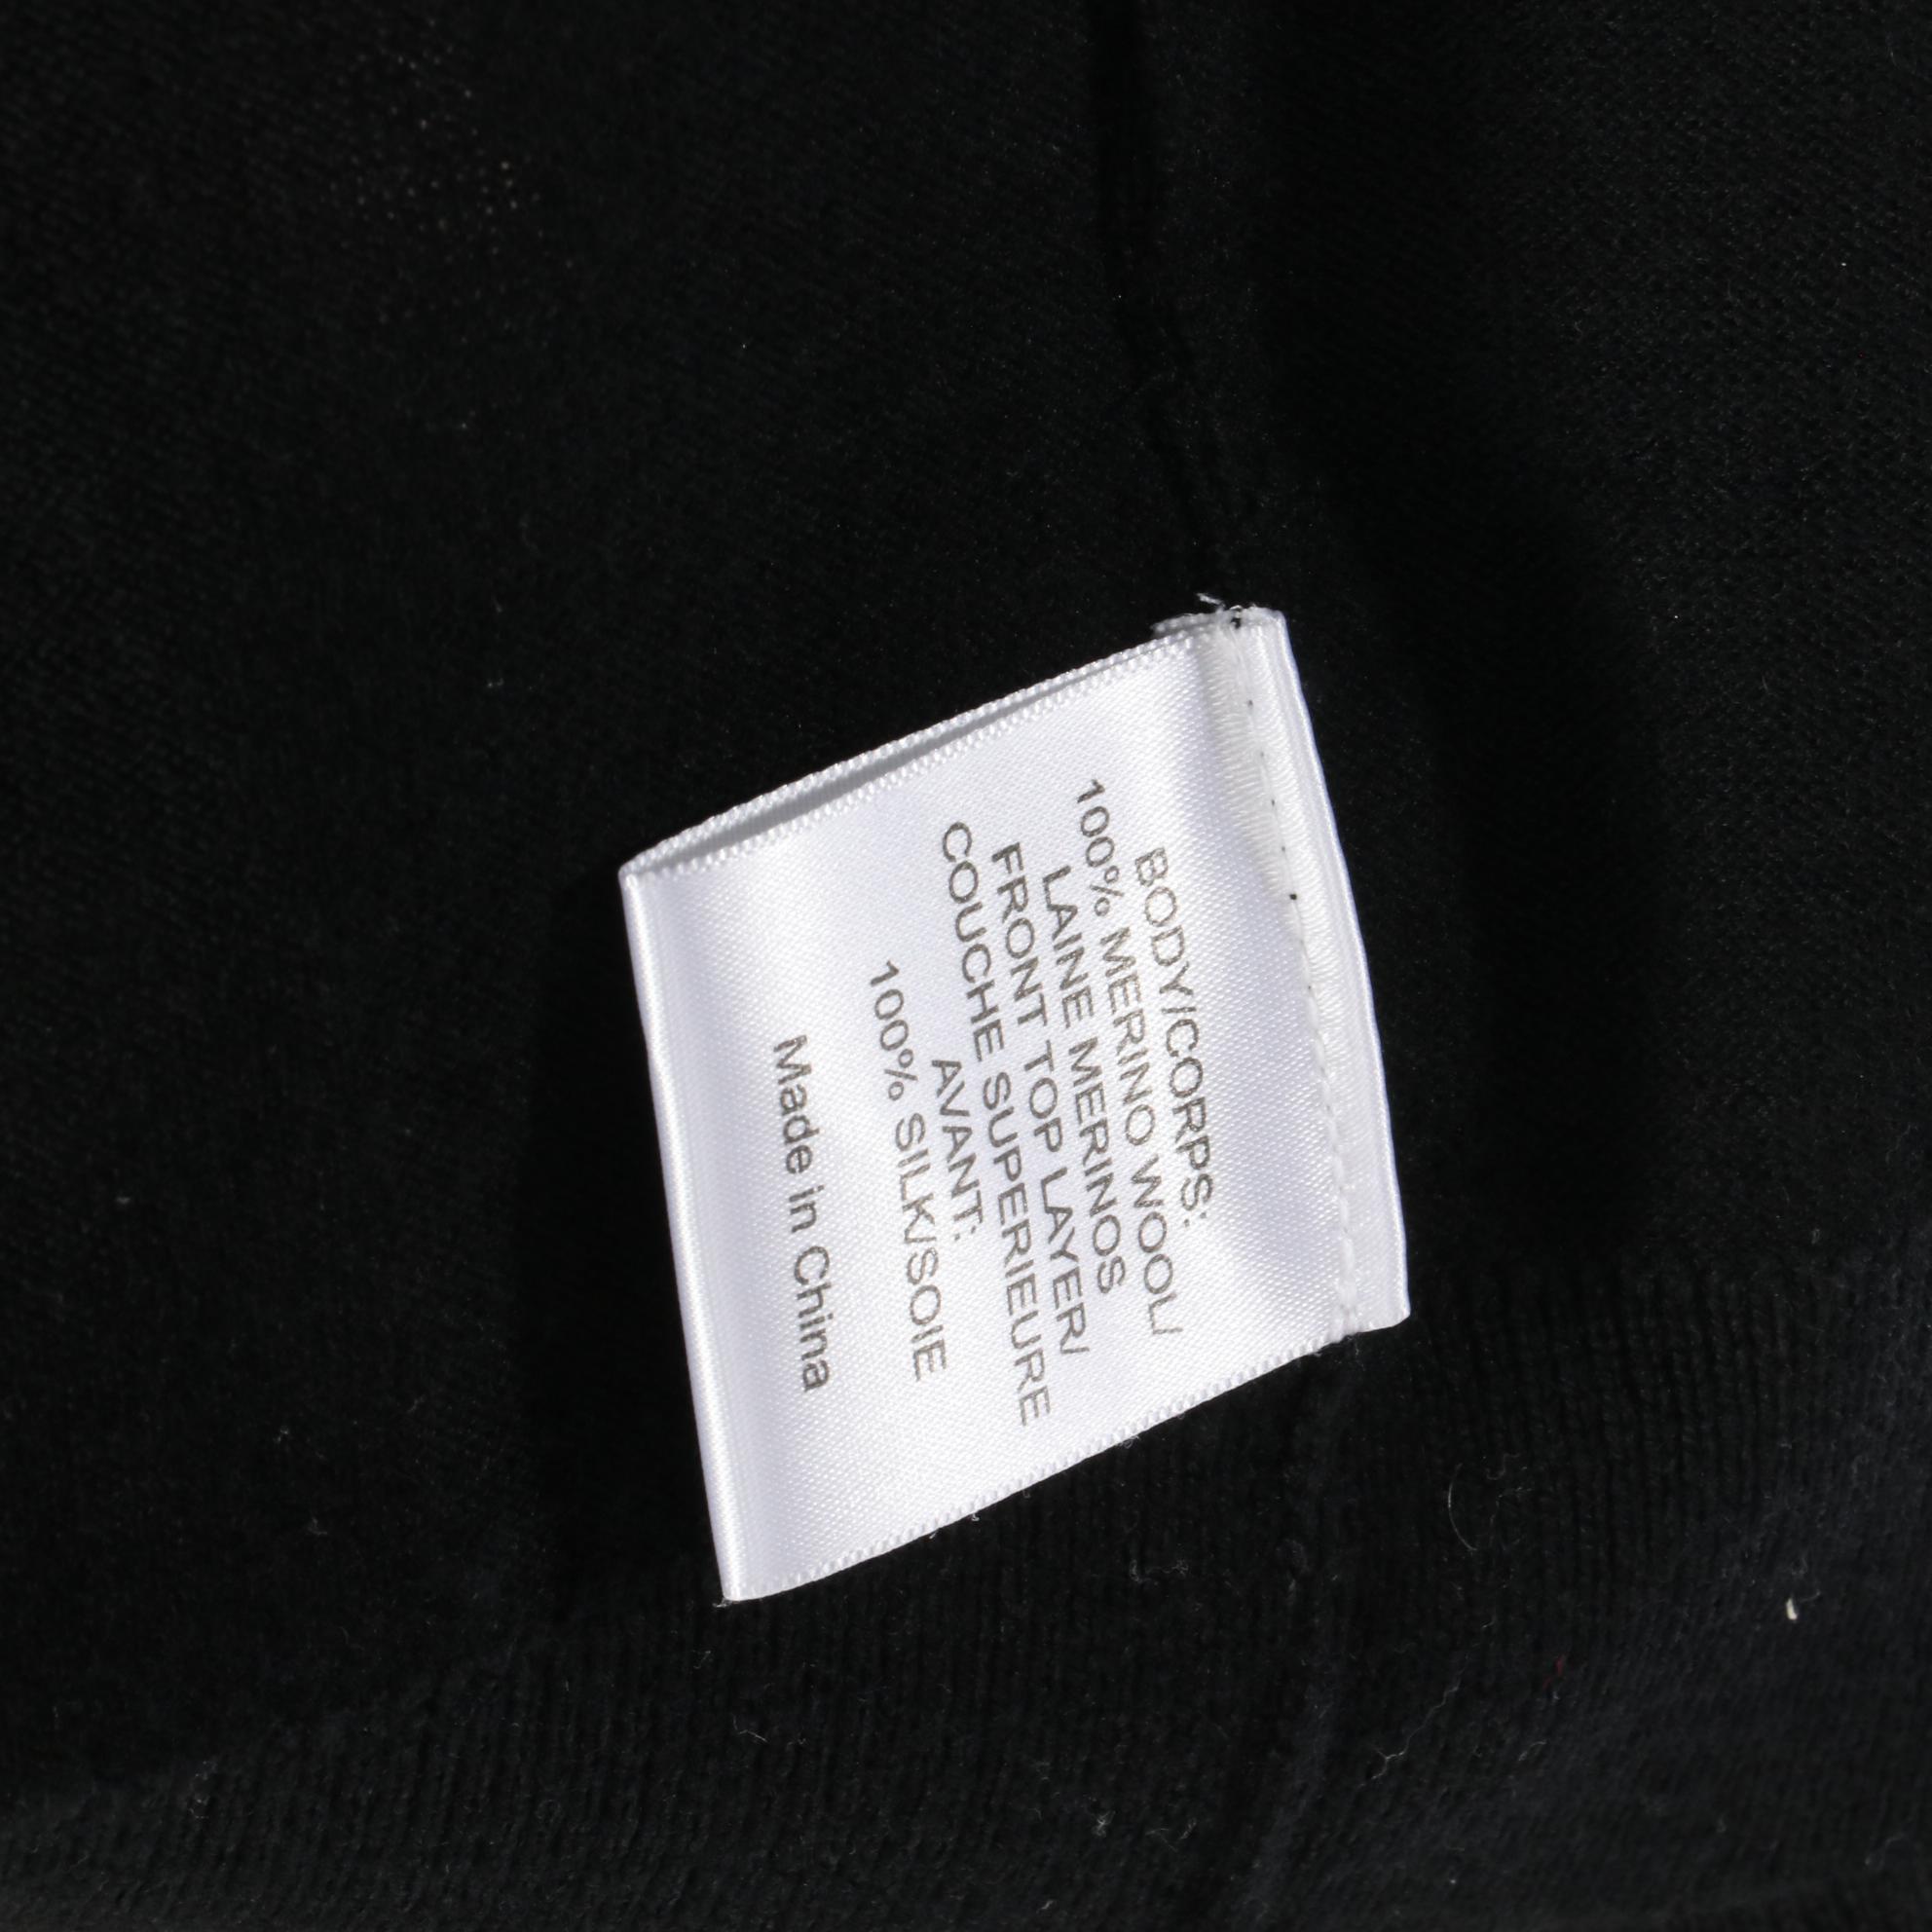 BODY/CORPS:
100% MERINO WOOL/
LAINE MERINOS
FRONT TOP LAYER/
COUCHE SUPERIEURE
AVANT:
100% SILK/SOIE
Made in China